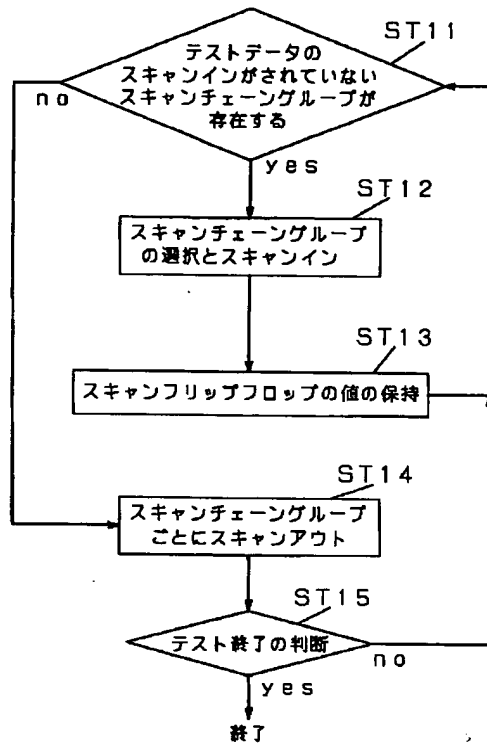 ST11
テストデータの
スキャンインがされていない
スキャンチェーングループが
存在する
no
yes
ST12
スキャンチェーングループ
の選択とスキャンイン
ST13
スキャンフリップフロップの値の保持
ST14
スキャンチェーングループ
ごとにスキャンアウト
ST15
テスト終了の判断
no
yes
終了